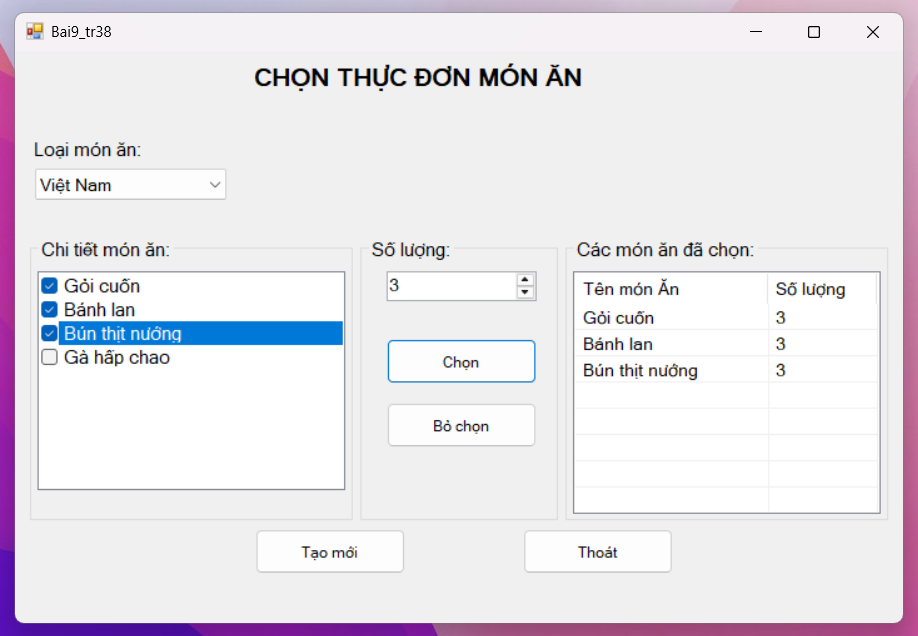 Bai9_tr38
CHỌN THỰC ĐƠN MÓN ĂN
Loại món ăn:
Việt Nam
Chi tiết món ăn:
Gỏi cuốn
Bánh lan
Bún thịt nướng
Gà hấp chao
Số lượng:
3
Chọn
Bỏ chọn
Các món ăn đã chọn:
Tên món Ăn Số lượng
Gỏi cuốn 3
Bánh lan 3
Bún thịt nướng 3
Tạo mới
Thoát